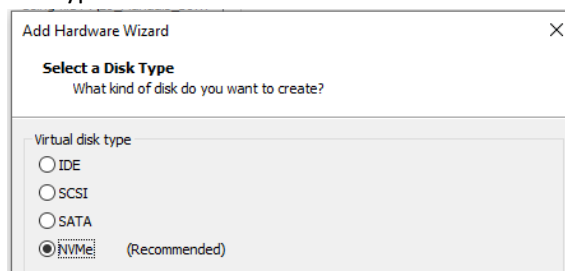 Add Hardware Wizard
Select a Disk Type
What kind of disk do you want to create?
Virtual disk type
IDE
SCSI
SATA
NVMe (Recommended)